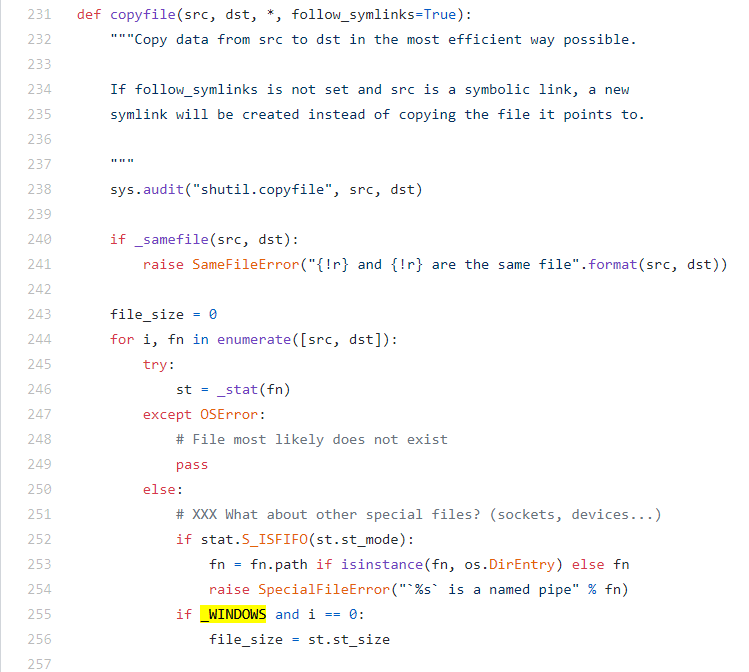 231 def copyfile(src, dst, *, follow_symlinks=True):
232     """Copy data from src to dst in the most efficient way possible.
233
234     If follow_symlinks is not set and src is a symbolic link, a new
235     symlink will be created instead of copying the file it points to.
236
237     """
238     sys.audit("shutil.copyfile", src, dst)
239
240     if _samefile(src, dst):
241         raise SameFileError("{!r} and {!r} are the same file".format(src, dst))
242
243     file_size = 0
244     for i, fn in enumerate([src, dst]):
245         try:
246             st = _stat(fn)
247         except OSError:
248             # File most likely does not exist
249             pass
250         else:
251             # XXX What about other special files? (sockets, devices...)
252             if stat.S_ISFIFO(st.st_mode):
253                 fn = fn.path if isinstance(fn, os.DirEntry) else fn
254                 raise SpecialFileError("`%s` is a named pipe" % fn)
255             if _WINDOWS and i == 0:
256                 file_size = st.st_size
257